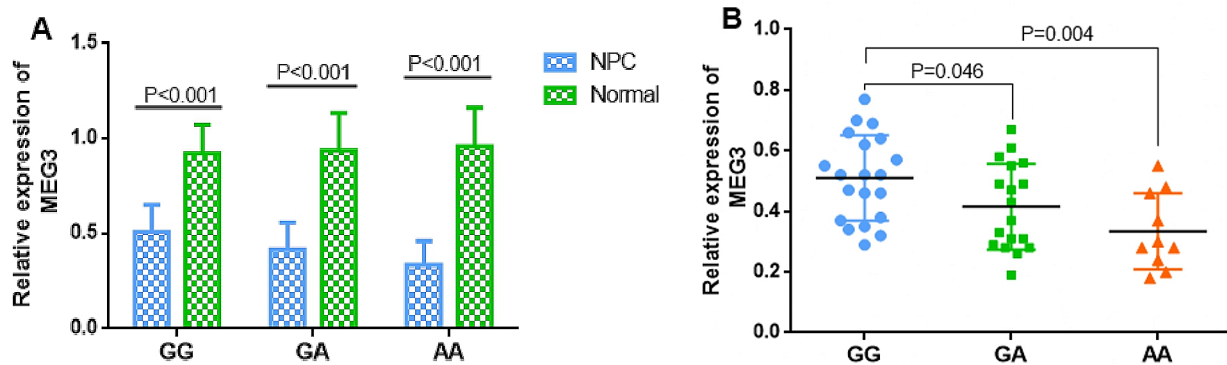 A
Relative expression of
MEG3
1.5
1.0
0.5
0.0
P<0.001
P<0.001
P<0.001
GG
GA
AA
NPC
Normal
B
Relative expression of
MEG3
1.0
0.8
0.6
0.4
0.2
0.0
P=0.004
P=0.046
GG
GA
AA